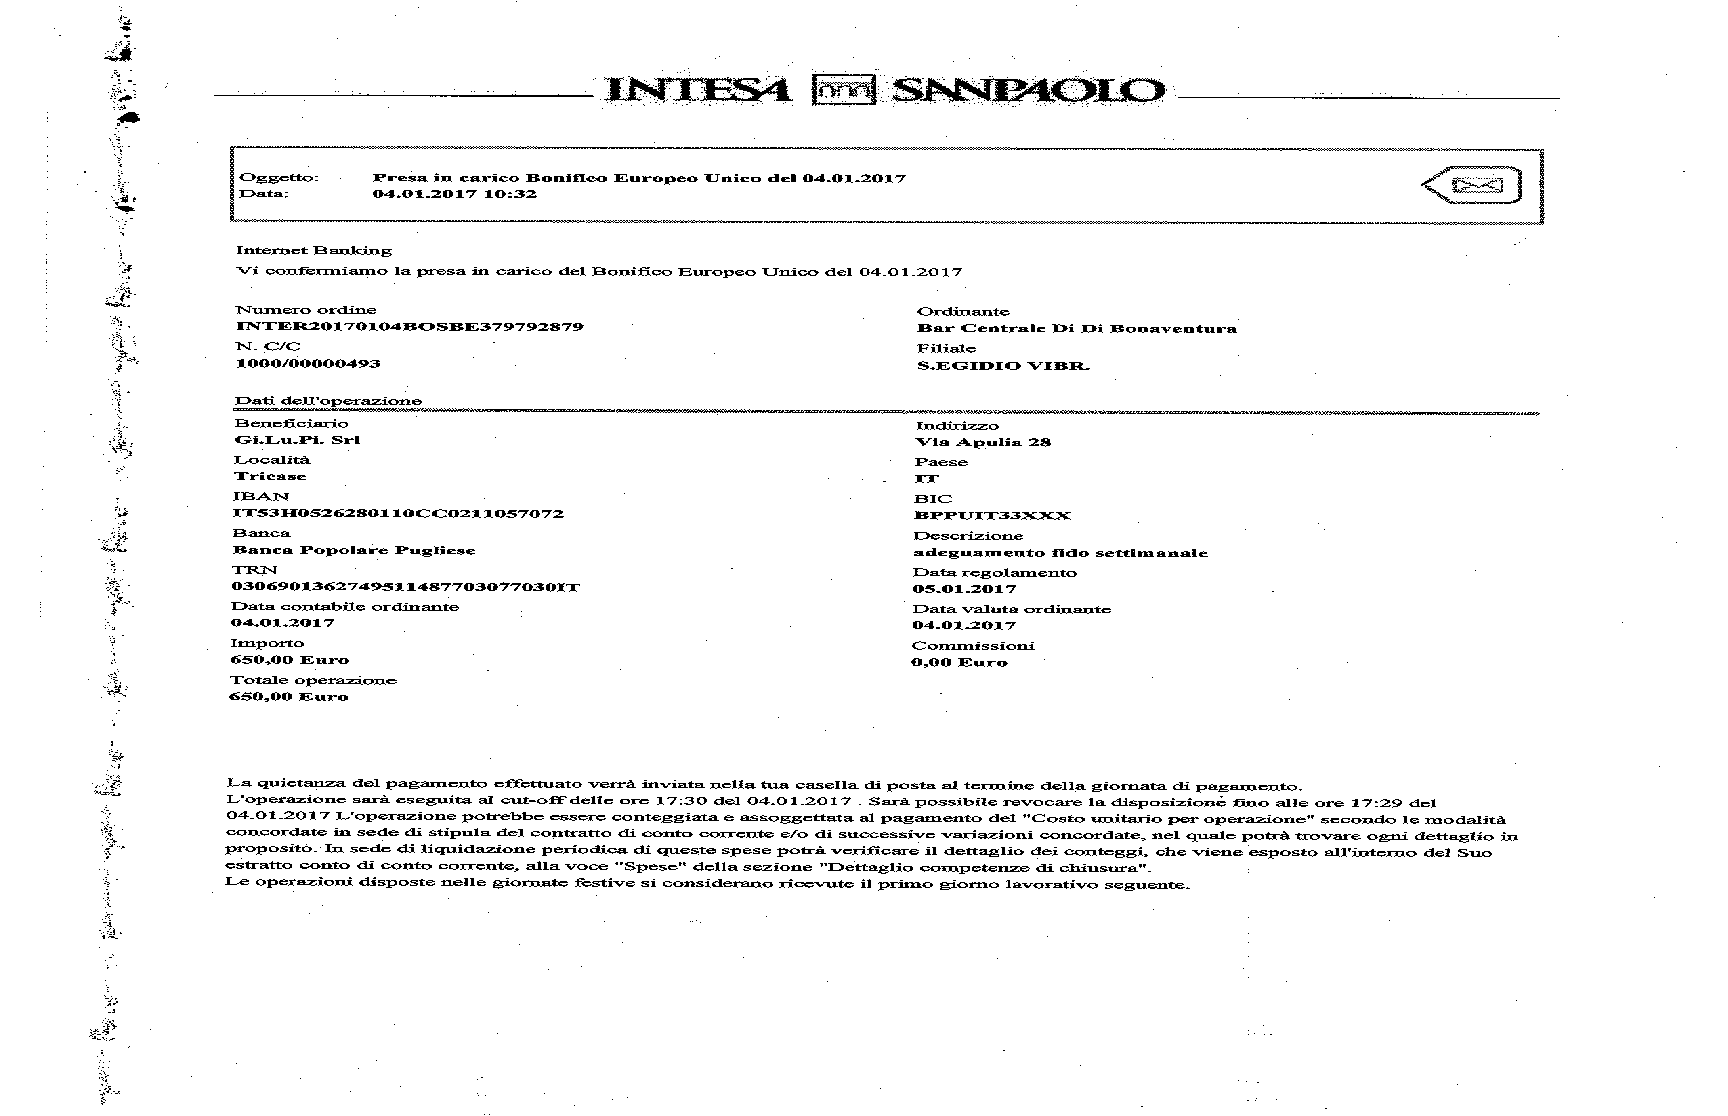 INTESA SANPAOLO
Oggetto: Presa in carico Bonifico Europeo Unico del 04.01.2017
Data: 04.01.2017 10:32
Internet Banking
Vi confermiamo la presa in carico del Bonifico Europeo Unico del 04.01.2017
Numero ordine
INTER20170104BOSBE379792879
N. C/C
1000/00000493
Ordinante
Bar Centrale Di Di Bonaventura
Filiale
S.EGIDIO VIBR.
Dati dell'operazione
Beneficiario
Gi.Lu.Pi. Srl
Località
Tricase
IBAN
IT53H0526280110CC0211057072
Banca
Banca Popolare Pugliese
TRN
0306901362749511487703077030IT
Data contabile ordinante
04.01.2017
Importo
650,00 Euro
Totale operazione
650,00 Euro
Indirizzo
Via Apulia 28
Paese
IT
BIC
BPPUIT33XXX
Descrizione
adeguamento fido settimanale
Data regolamento
05.01.2017
Data valuta ordinante
04.01.2017
Commissioni
0,00 Euro
La quietanza del pagamento effettuato verrà inviata nella tua casella di posta al termine della giornata di pagamento.
L'operazione sarà eseguita al cut-off delle ore 17:30 del 04.01.2017 . Sarà possibile revocare la disposizione fino alle ore 17:29 del
04.01.2017 L'operazione potrebbe essere conteggiata e assoggettata al pagamento del "Costo unitario per operazione" secondo le modalità
concordate in sede di stipula del contratto di conto corrente e/o di successive variazioni concordate, nel quale potrà trovare ogni dettaglio in
proposito. In sede di liquidazione periodica di queste spese potrà verificare il dettaglio dei conteggi, che viene esposto all'interno del Suo
estratto conto di conto corrente, alla voce "Spese" della sezione "Dettaglio competenze di chiusura".
Le operazioni disposte nelle giornate festive si considerano ricevute il primo giorno lavorativo seguente.